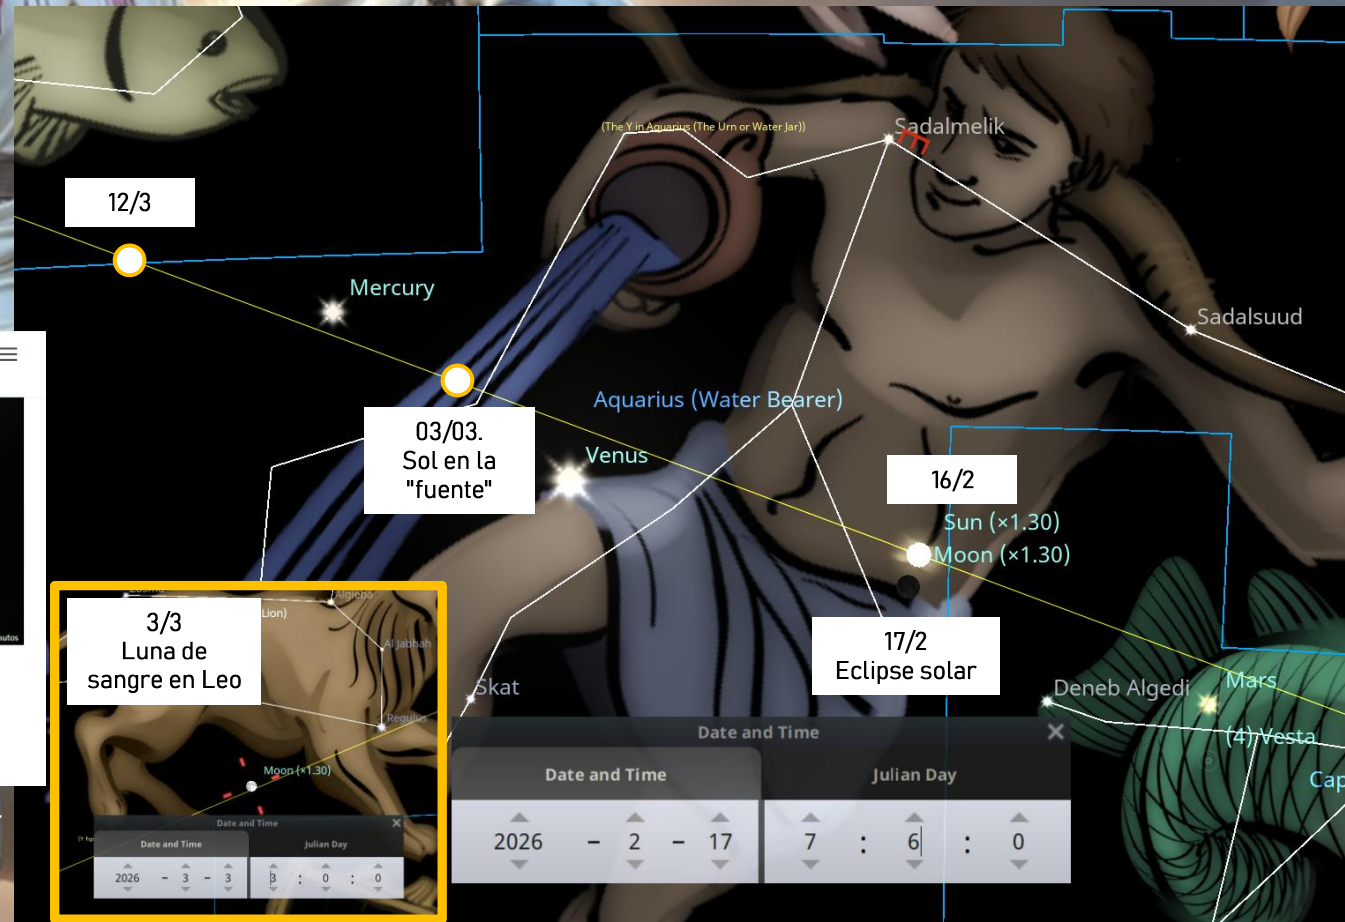 (The Y in Aquarius (The Urn or Water Jar))
Sadalmelik
E
12/3
Mercury
Sadalsuud
Aquarius (Water Bearer)
03/03.
Sol en la
"fuente"
Venus
16/2
Sun (×1.30)
Moon (×1.30)
17/2
Eclipse solar
Deneb Algedi
Mars
(4) Vesta
Cap
Skat
Algieba
Lion)
3/3
Luna de
sangre en Leo
Al Jabhah
Regulus
Moon (×1.30)
Date and Time
Date and Time
Julian Day
2026 - 3 - 3
3 : 0 : 0
Date and Time
Date and Time
Julian Day
2026 - 2 - 17
7 : 6 : 0